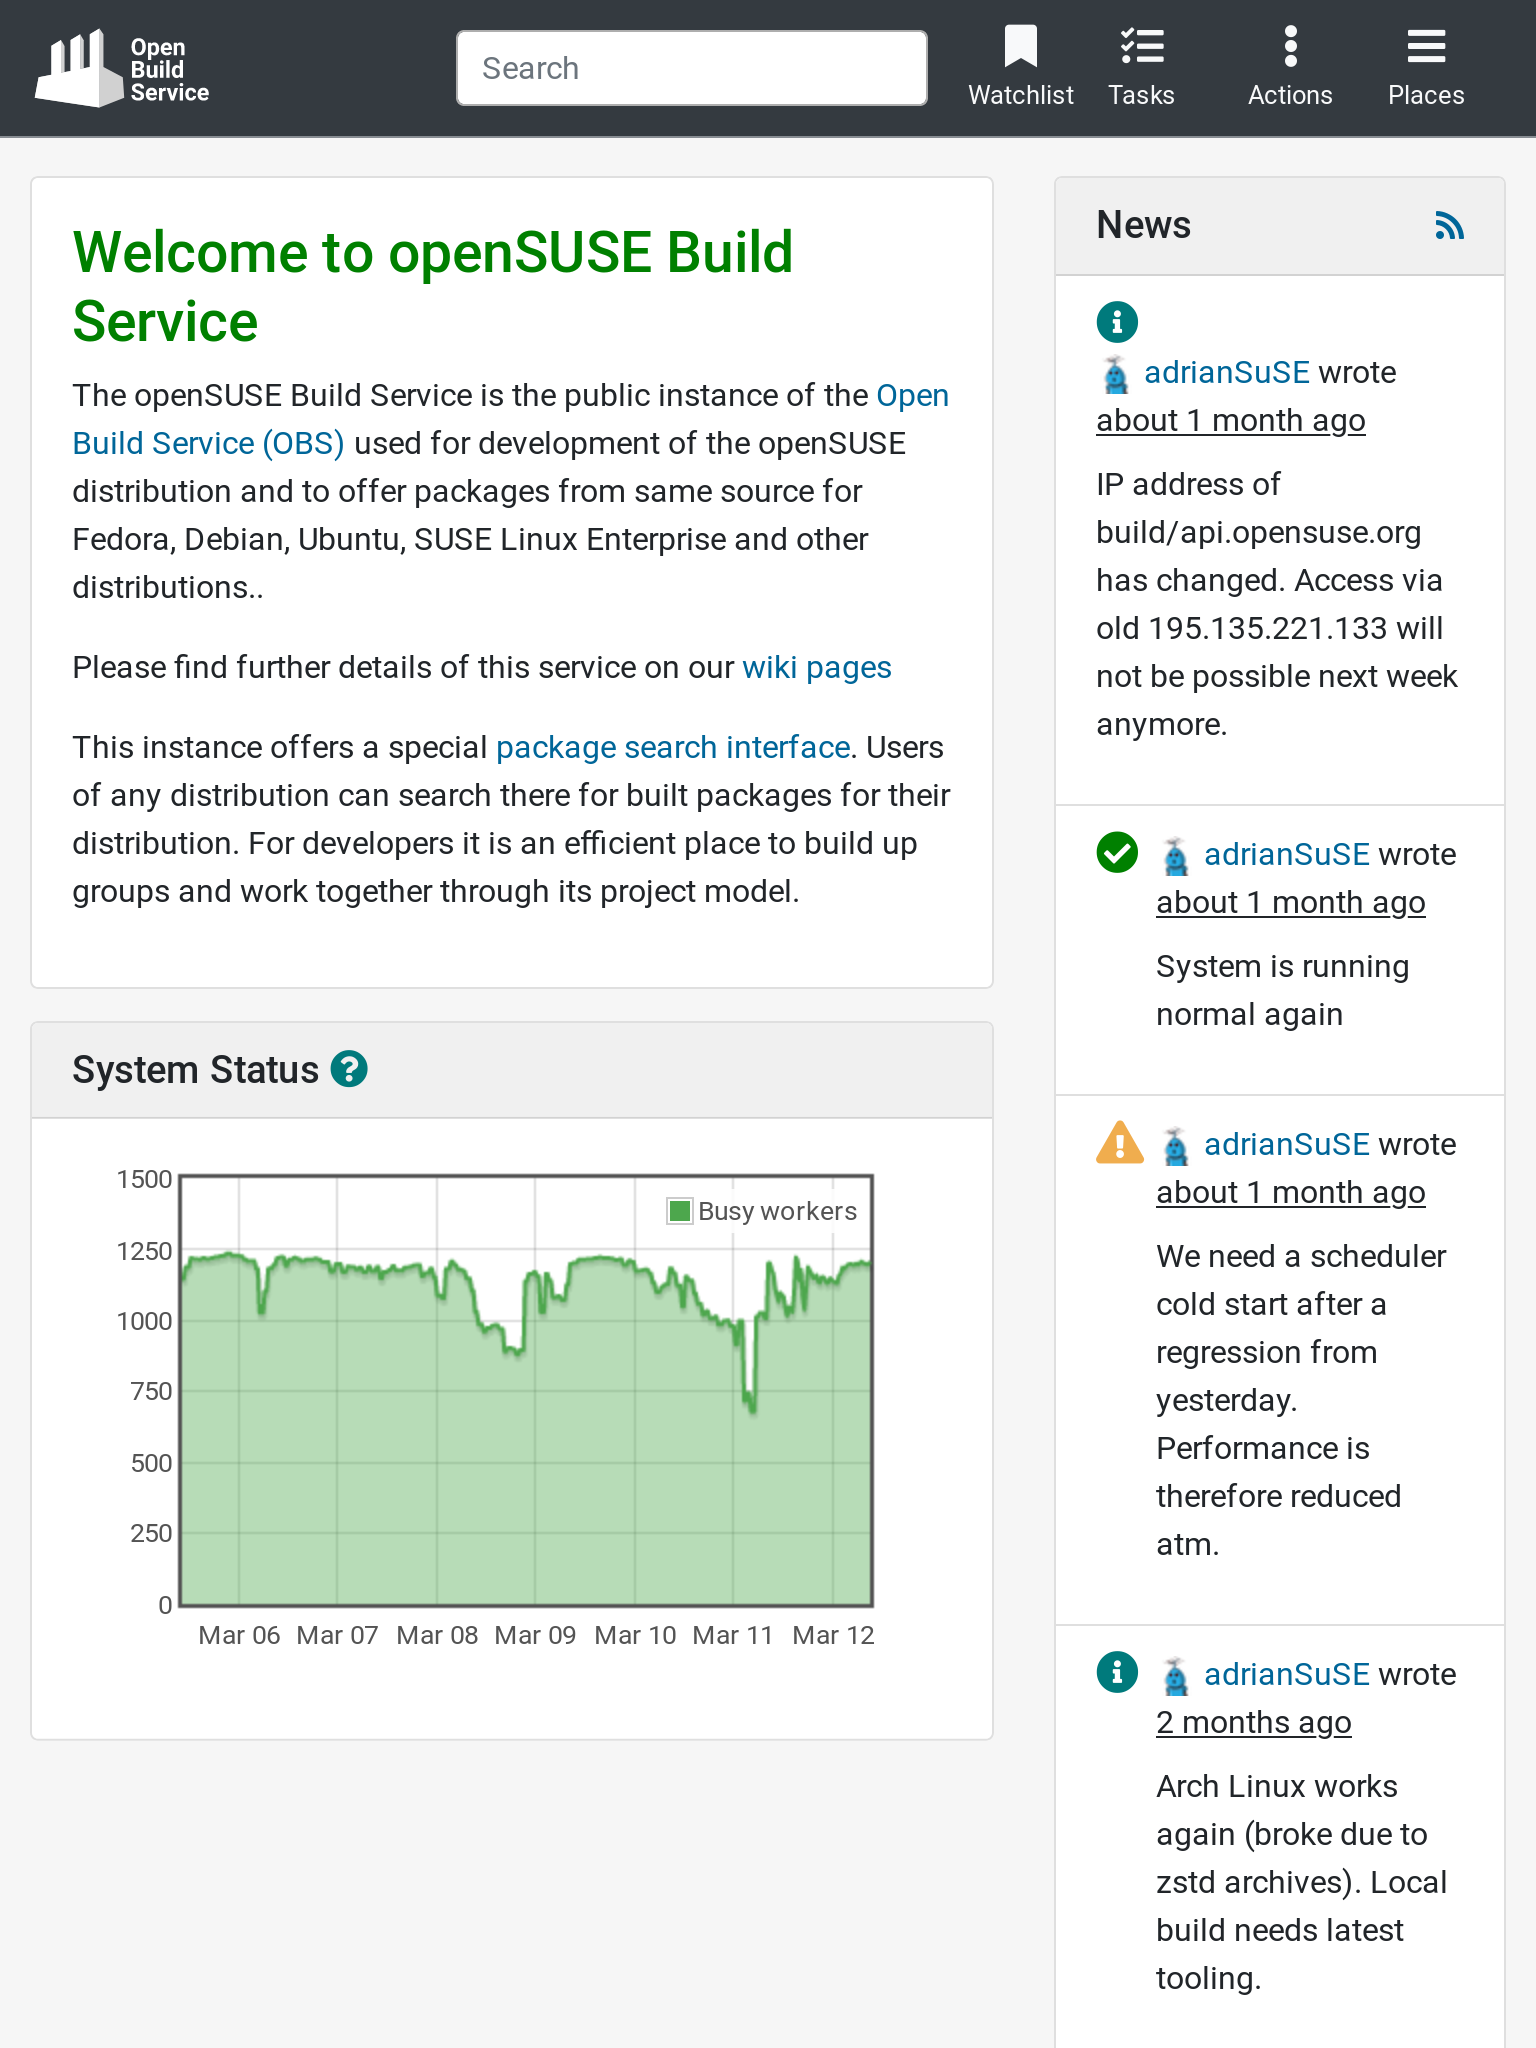 Open
Build
Service
Search
Watchlist
Tasks
Actions
Places
Welcome to openSUSE Build
Service
The openSUSE Build Service is the public instance of the Open
Build Service (OBS) used for development of the openSUSE
distribution and to offer packages from same source for
Fedora, Debian, Ubuntu, SUSE Linux Enterprise and other
distributions..
Please find further details of this service on our wiki pages
This instance offers a special package search interface. Users
of any distribution can search there for built packages for their
distribution. For developers it is an efficient place to build up
groups and work together through its project model.
System Status
1500
1250
1000
750
500
250
0
Busy workers
Mar 06 Mar 07 Mar 08 Mar 09 Mar 10 Mar 11 Mar 12
News
adrianSuSE wrote
about 1 month ago
IP address of
build/api.opensuse.org
has changed. Access via
old 195.135.221.133 will
not be possible next week
anymore.
adrianSuSE wrote
about 1 month ago
System is running
normal again
adrianSuSE wrote
about 1 month ago
We need a scheduler
cold start after a
regression from
yesterday.
Performance is
therefore reduced
atm.
adrianSuSE wrote
2 months ago
Arch Linux works
again (broke due to
zstd archives). Local
build needs latest
tooling.